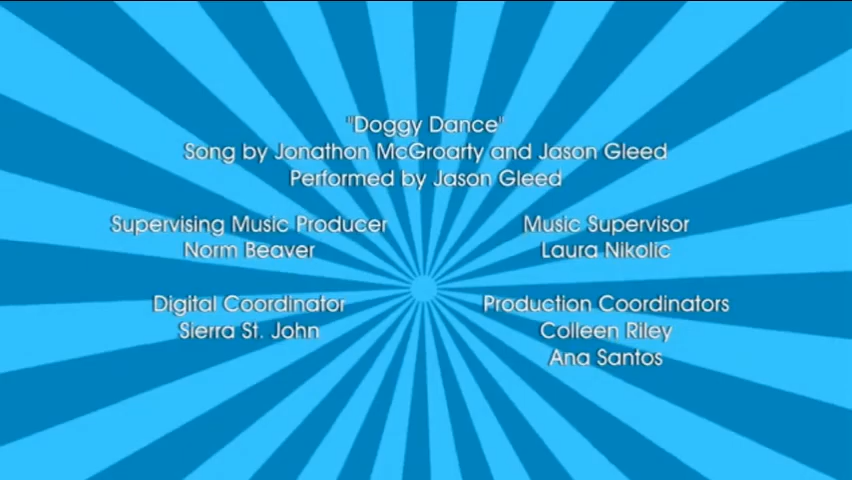 "Doggy Dance"
Song by Jonathon McGroarty and Jason Gleed
Performed by Jason Gleed
Supervising Music Producer
Norm Beaver
Music Supervisor
Laura Nikolic
Digital Coordinator
Sierra St. John
Production Coordinators
Colleen Riley
Ana Santos